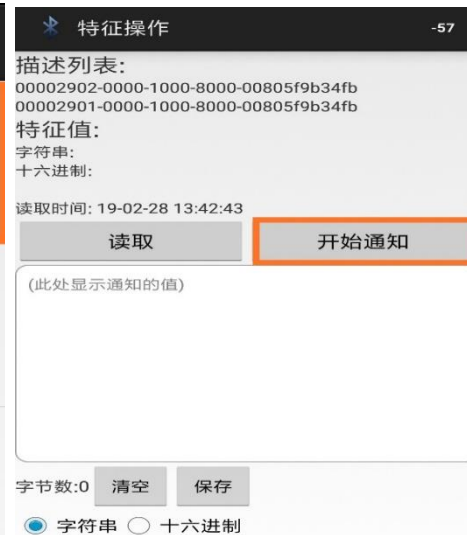 特征操作 -57
描述列表:
00002902-0000-1000-8000-00805f9b34fb
00002901-0000-1000-8000-00805f9b34fb
特征值:
字符串:
十六进制:
读取时间: 19-02-28 13:42:43
读取 开始通知
(此处显示通知的值)
字节数:0 清空 保存
字符串 十六进制